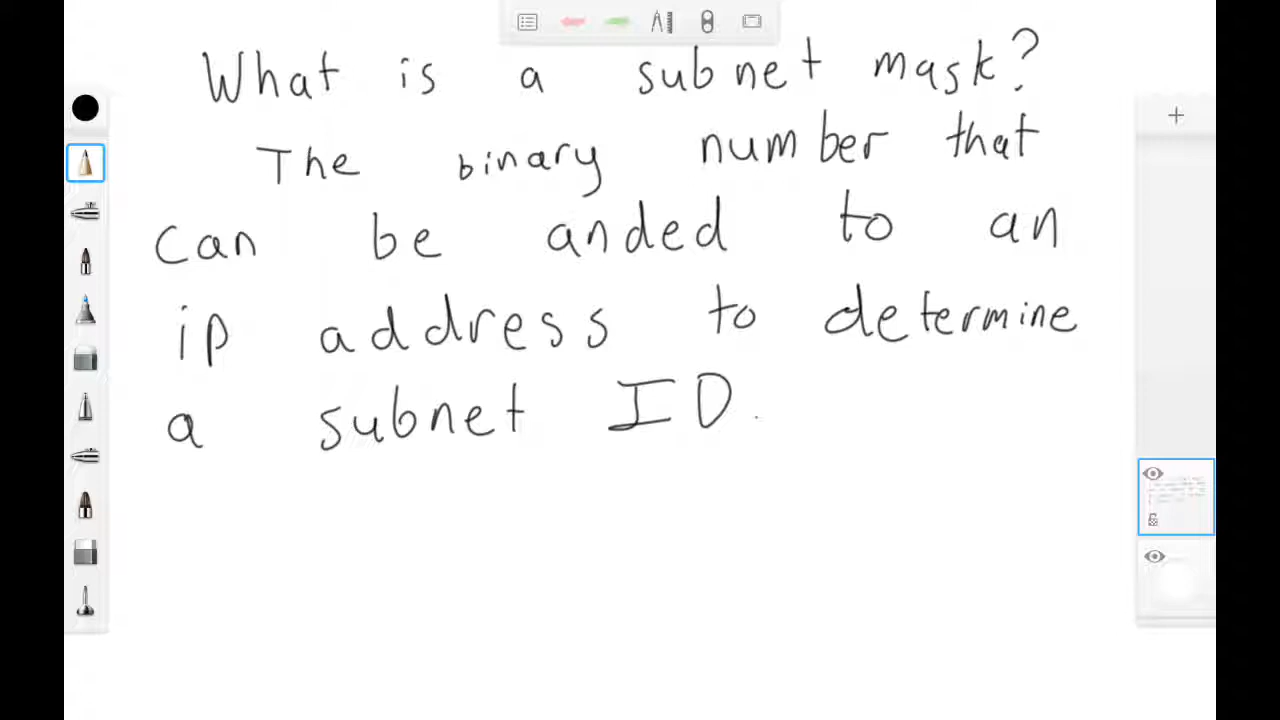 What is a subnet mask?
The binary number that
can be anded to an
ip address to determine
a subnet ID.